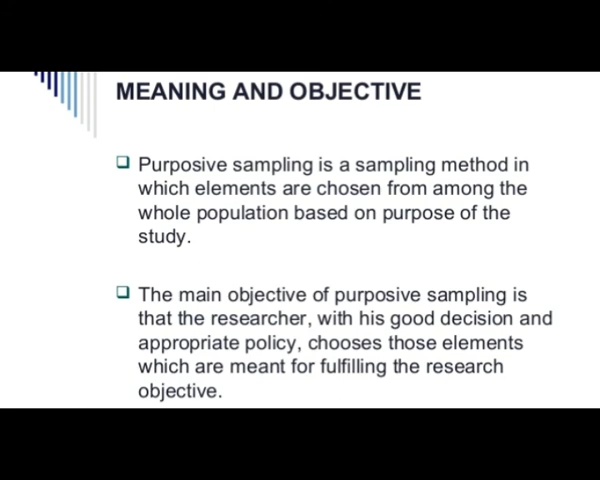 MEANING AND OBJECTIVE
Purposive sampling is a sampling method in
which elements are chosen from among the
whole population based on purpose of the
study.
The main objective of purposive sampling is
that the researcher, with his good decision and
appropriate policy, chooses those elements
which are meant for fulfilling the research
objective.